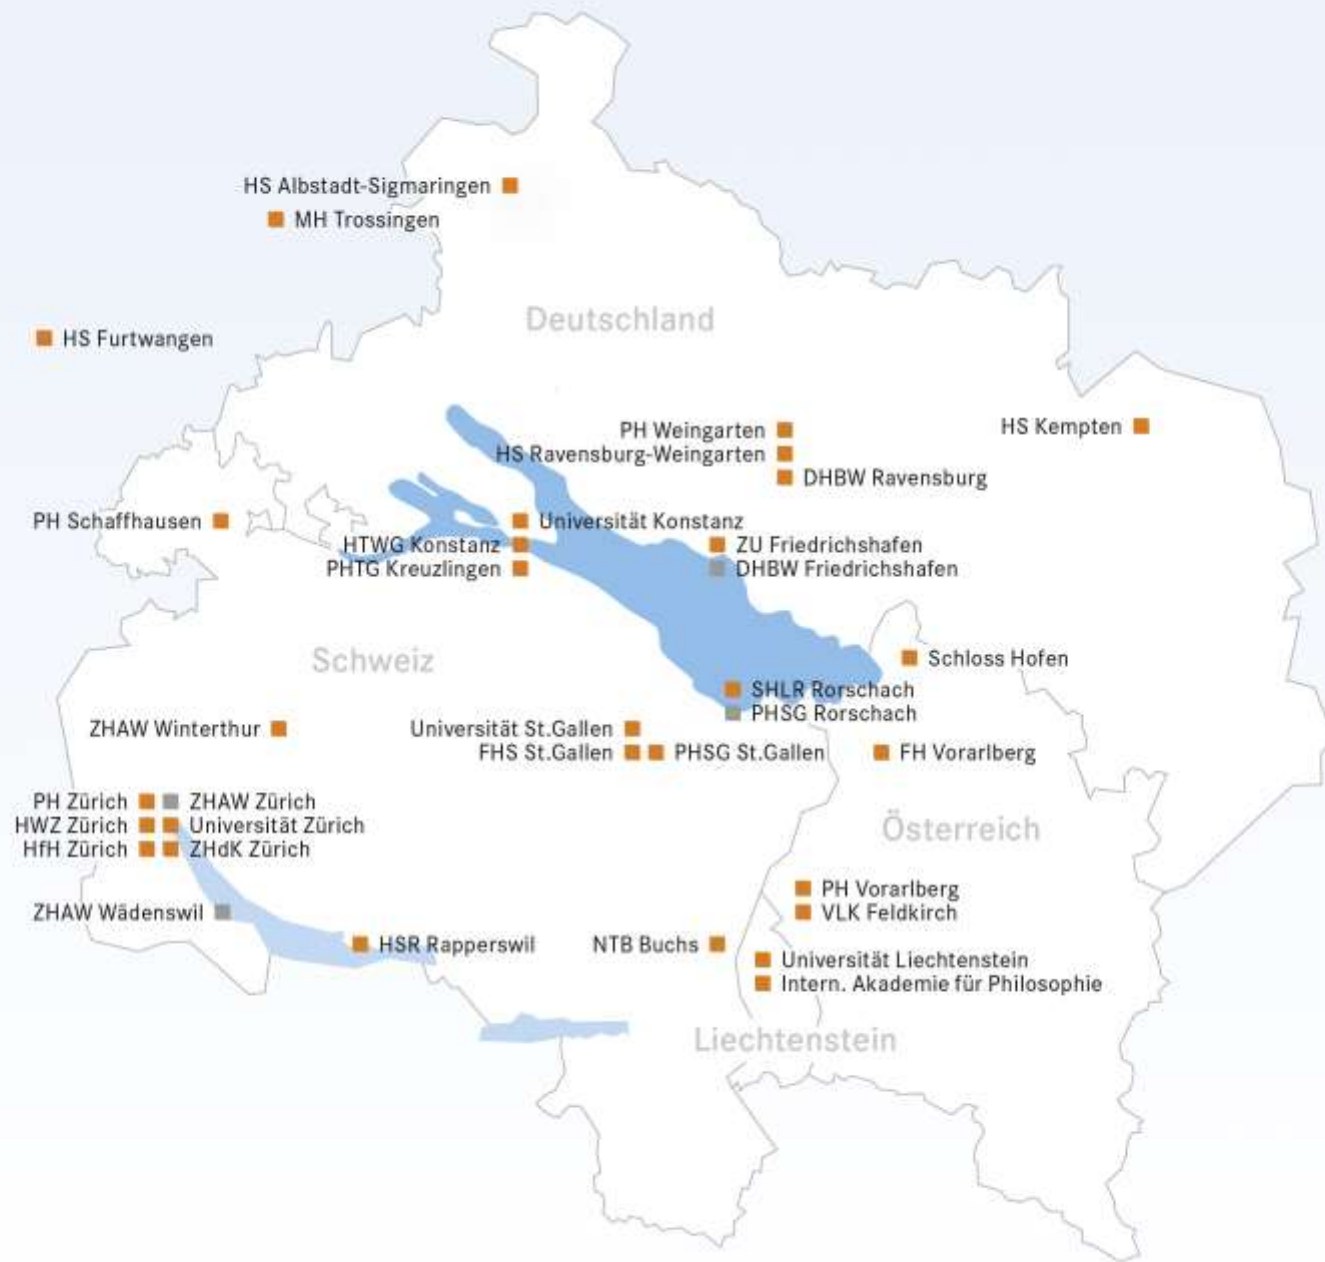 HS Albstadt-Sigmaringen
MH Trossingen
Deutschland
HS Furtwangen
PH Weingarten
HS Kempten
HS Ravensburg-Weingarten
DHBW Ravensburg
PH Schaffhausen
Universität Konstanz
HTWG Konstanz
ZU Friedrichshafen
PHTG Kreuzlingen
DHBW Friedrichshafen
Schweiz
Schloss Hofen
SHLR Rorschach
PHSG Rorschach
ZHAW Winterthur
Universität St.Gallen
FHS St.Gallen
PHSG St.Gallen
FH Vorarlberg
PH Zürich
ZHAW Zürich
HWZ Zürich
Universität Zürich
Österreich
HfH Zürich
ZHdK Zürich
PH Vorarlberg
ZHAW Wädenswil
VLK Feldkirch
HSR Rapperswil
NTB Buchs
Universität Liechtenstein
Intern. Akademie für Philosophie
Liechtenstein